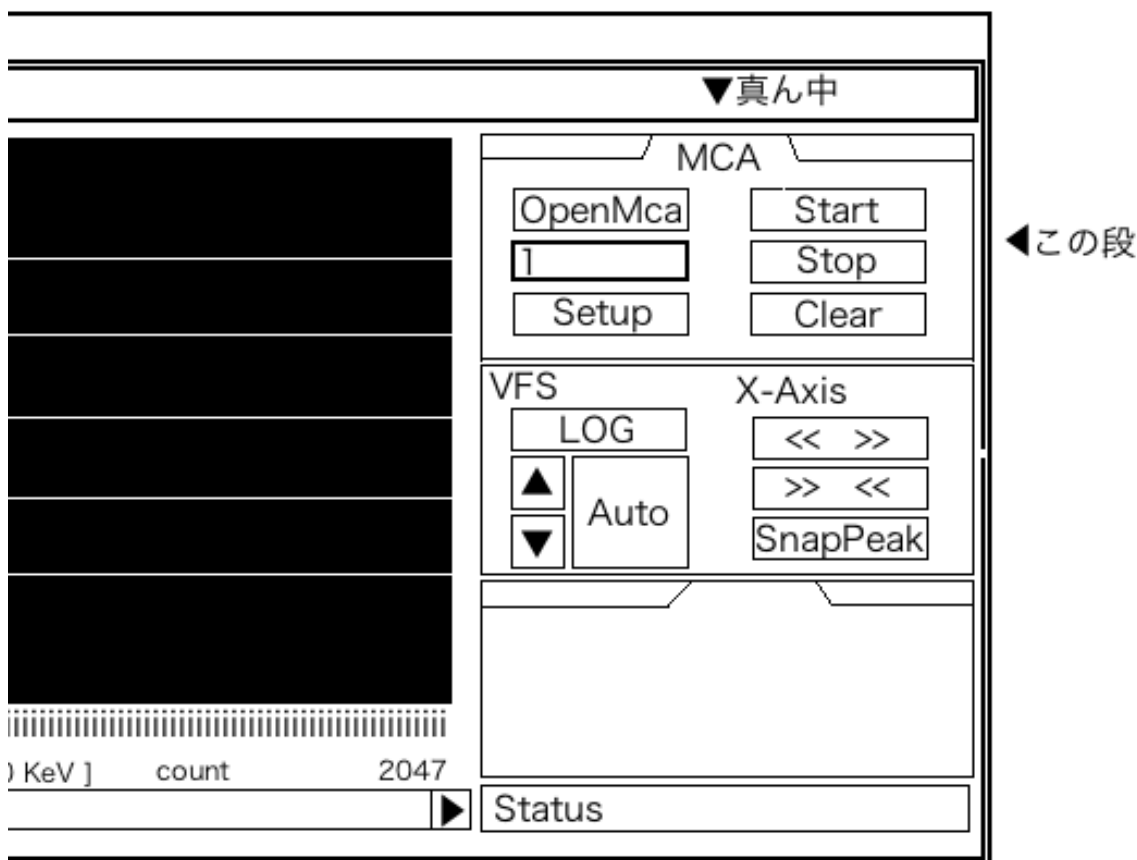 ▼真ん中
MCA
OpenMca Start
◀この段
1 Stop
Setup Clear
VFS X-Axis
LOG << >>
▲ >> <<
Auto
▼ SnapPeak
0 KeV ] count 2047
▶ Status